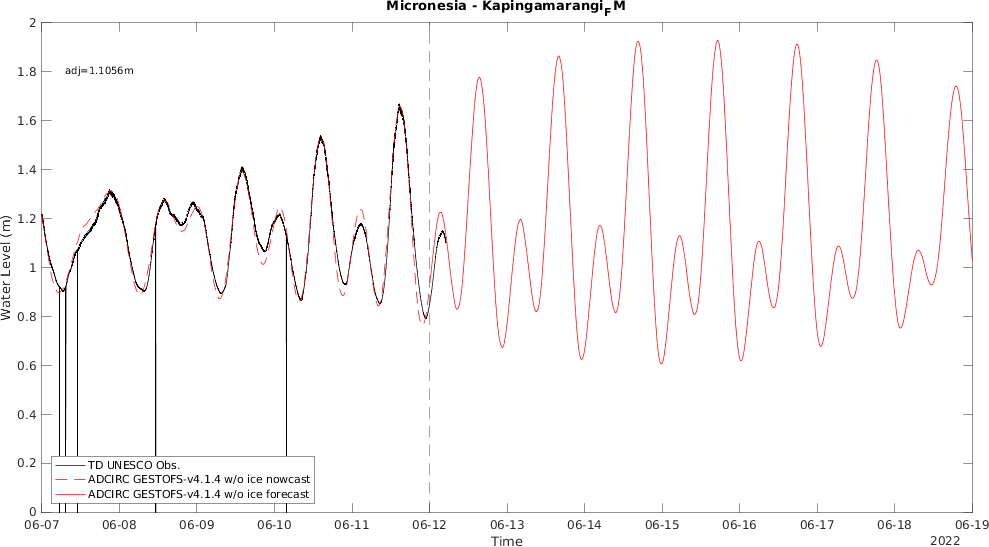 Micronesia - Kapingamarangi_FM
adj=1.1056m
2
1.8
1.6
1.4
1.2
1
0.8
0.6
0.4
0.2
0
Water Level (m)
TD UNESCO Obs.
ADCIRC GESTOFS-v4.1.4 w/o ice nowcast
ADCIRC GESTOFS-v4.1.4 w/o ice forecast
06-07 06-08 06-09 06-10 06-11 06-12 06-13 06-14 06-15 06-16 06-17 06-18 06-19
Time
2022